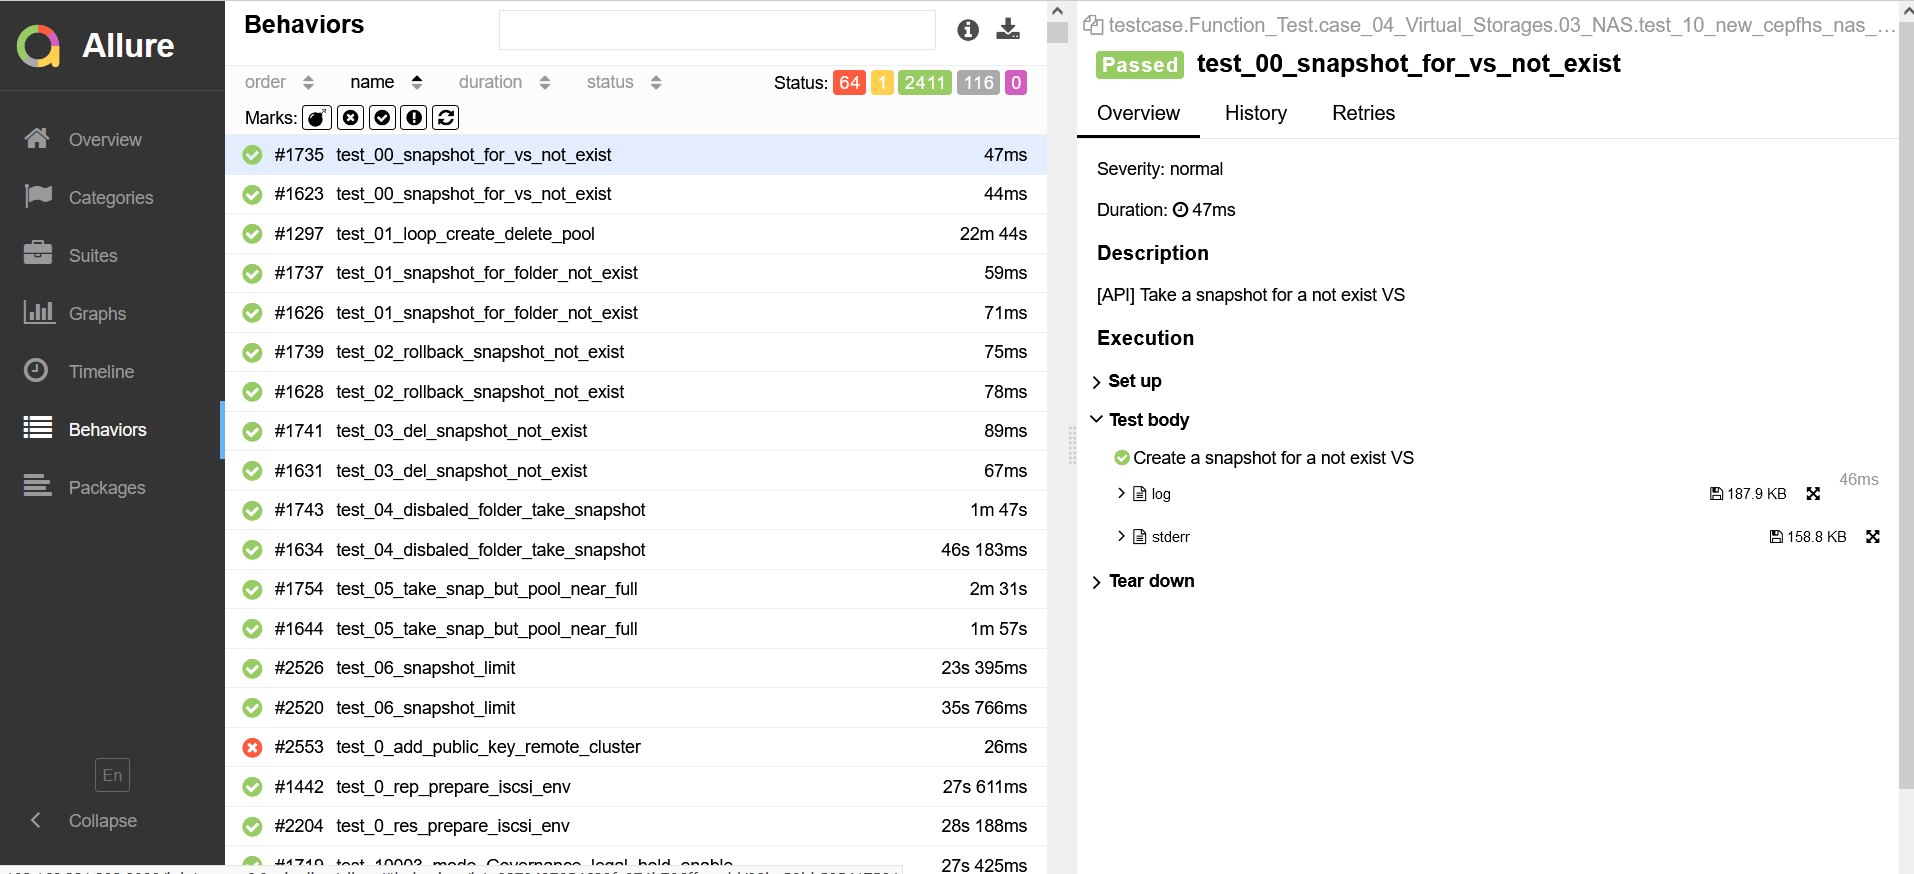 Allure
Overview
Categories
Suites
Graphs
Timeline
Behaviors
Packages
En
Collapse
Behaviors
order name duration status Status: 64 1 2411 116 0
Marks:
#1735 test_00_snapshot_for_vs_not_exist 47ms
#1623 test_00_snapshot_for_vs_not_exist 44ms
#1297 test_01_loop_create_delete_pool 22m 44s
#1737 test_01_snapshot_for_folder_not_exist 59ms
#1626 test_01_snapshot_for_folder_not_exist 71ms
#1739 test_02_rollback_snapshot_not_exist 75ms
#1628 test_02_rollback_snapshot_not_exist 78ms
#1741 test_03_del_snapshot_not_exist 89ms
#1631 test_03_del_snapshot_not_exist 67ms
#1743 test_04_disbaled_folder_take_snapshot 1m 47s
#1634 test_04_disbaled_folder_take_snapshot 46s 183ms
#1754 test_05_take_snap_but_pool_near_full 2m 31s
#1644 test_05_take_snap_but_pool_near_full 1m 57s
#2526 test_06_snapshot_limit 23s 395ms
#2520 test_06_snapshot_limit 35s 766ms
#2553 test_0_add_public_key_remote_cluster 26ms
#1442 test_0_rep_prepare_iscsi_env 27s 611ms
#2204 test_0_res_prepare_iscsi_env 28s 188ms
#1719 test_10003_mode_Governance_legal_hold_enable 27s 425ms
testcase.Function_Test.case_04_Virtual_Storages.03_NAS.test_10_new_cepfhs_nas_...
Passed test_00_snapshot_for_vs_not_exist
Overview History Retries
Severity: normal
Duration: 47ms
Description
[API] Take a snapshot for a not exist VS
Execution
Set up
Test body
Create a snapshot for a not exist VS
46ms
log 187.9 KB
stderr 158.8 KB
Tear down